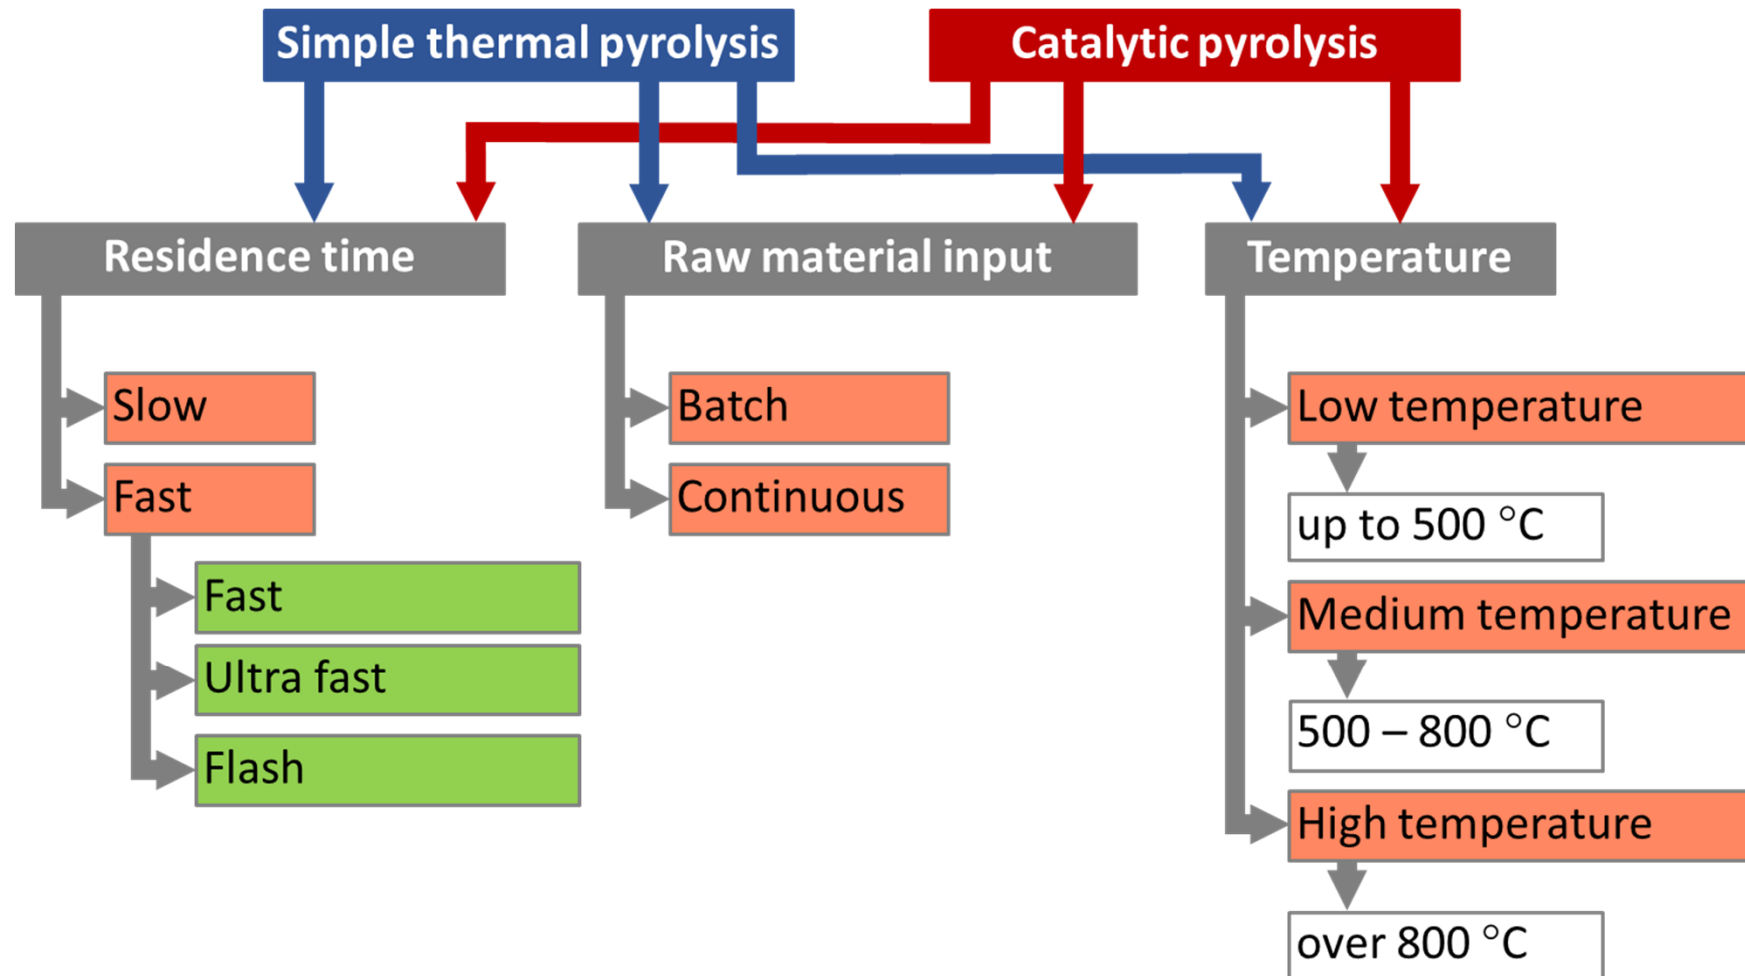 Simple thermal pyrolysis
Catalytic pyrolysis
Residence time
Raw material input
Temperature
Slow
Fast
Fast
Ultra fast
Flash
Batch
Continuous
Low temperature
up to 500 °C
Medium temperature
500 – 800 °C
High temperature
over 800 °C